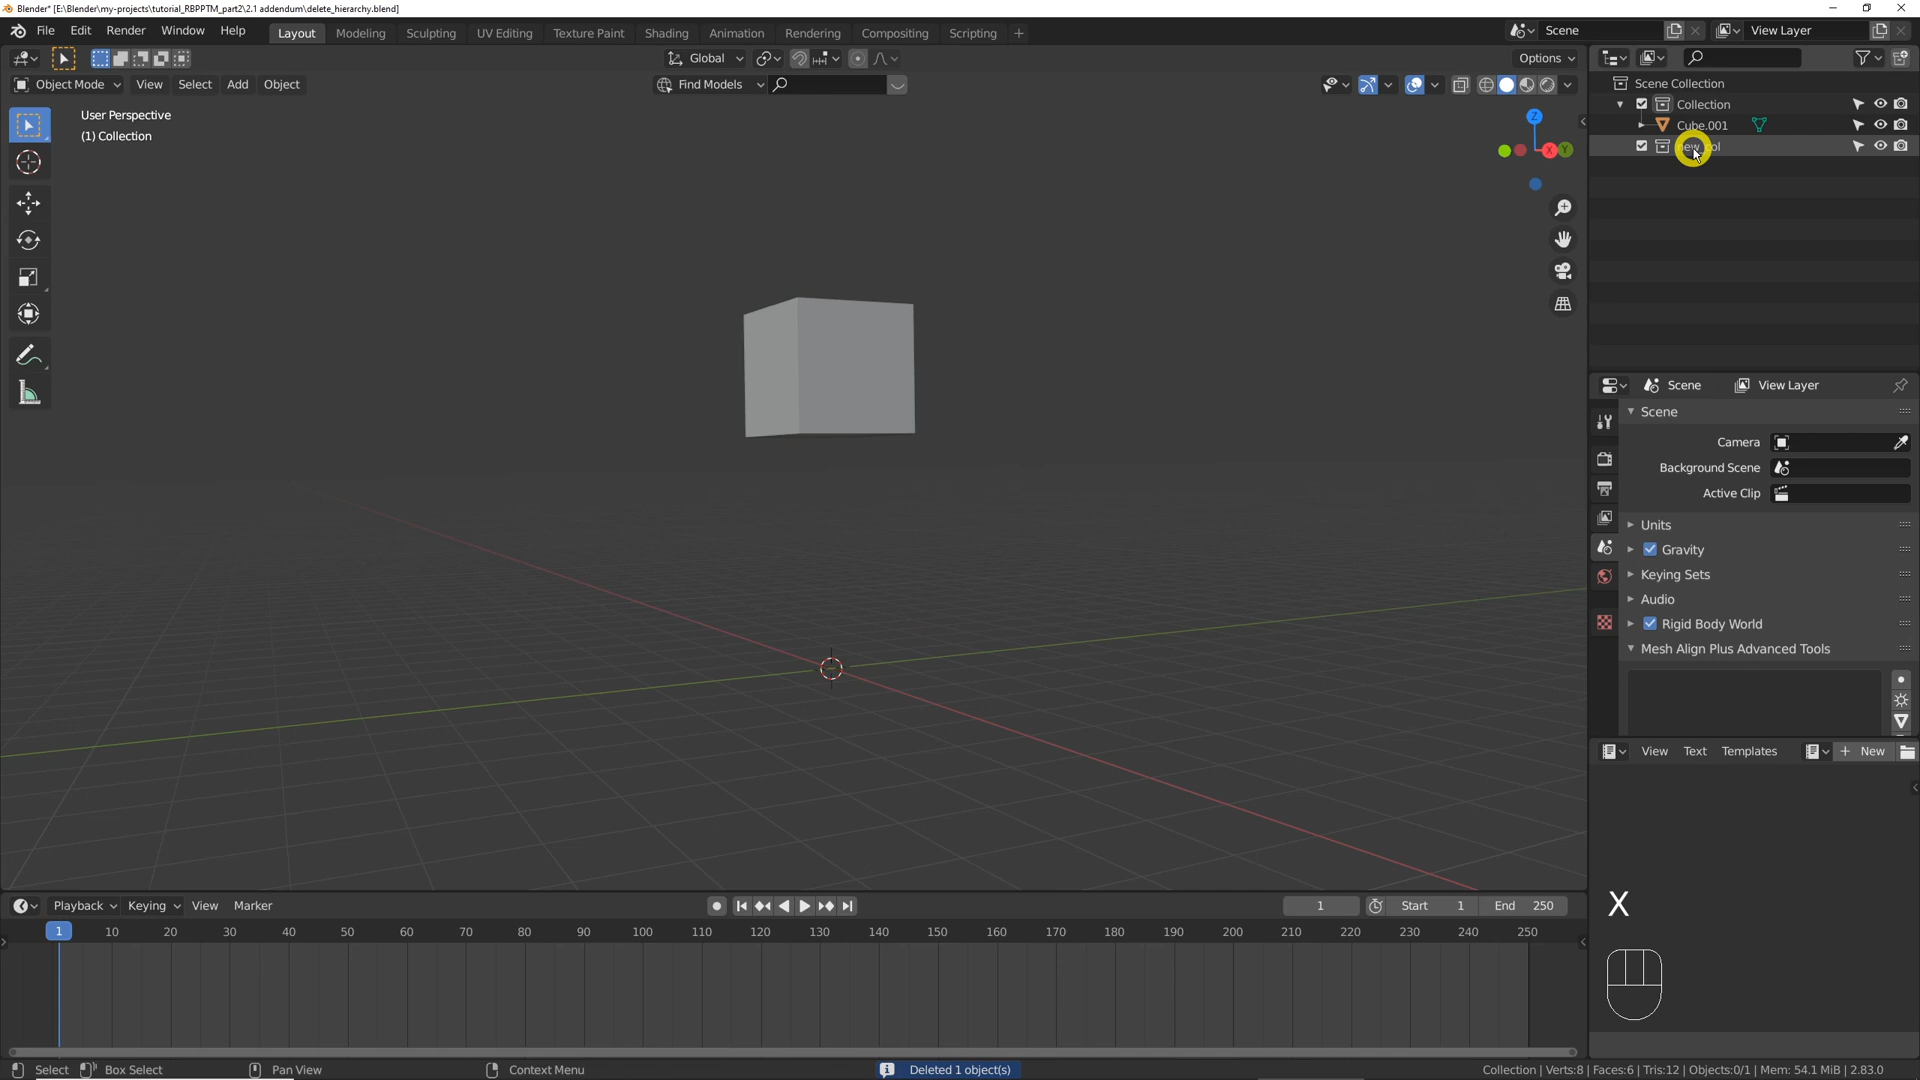 Blender* [E:\Blender\my-projects\tutorial_RBPPTM_part2\2.1 addendum\delete_hierarchy.blend]
File Edit Render Window Help Layout Modeling Sculpting UV Editing Texture Paint Shading Animation Rendering Compositing Scripting + Scene View Layer
Global Options
Object Mode View Select Add Object Find Models
User Perspective
(1) Collection
Z
X Y
Scene Collection
Collection
Cube.001
new_col
Scene View Layer
Scene
Camera
Background Scene
Active Clip
Units
Gravity
Keying Sets
Audio
Rigid Body World
Mesh Align Plus Advanced Tools
View Text Templates + New
X
Playback Keying View Marker 1 Start 1 End 250
1 10 20 30 40 50 60 70 80 90 100 110 120 130 140 150 160 170 180 190 200 210 220 230 240 250
Select Box Select Pan View Context Menu Deleted 1 object(s) Collection | Verts:8 | Faces:6 | Tris:12 | Objects:0/1 | Mem: 54.1 MiB | 2.83.0